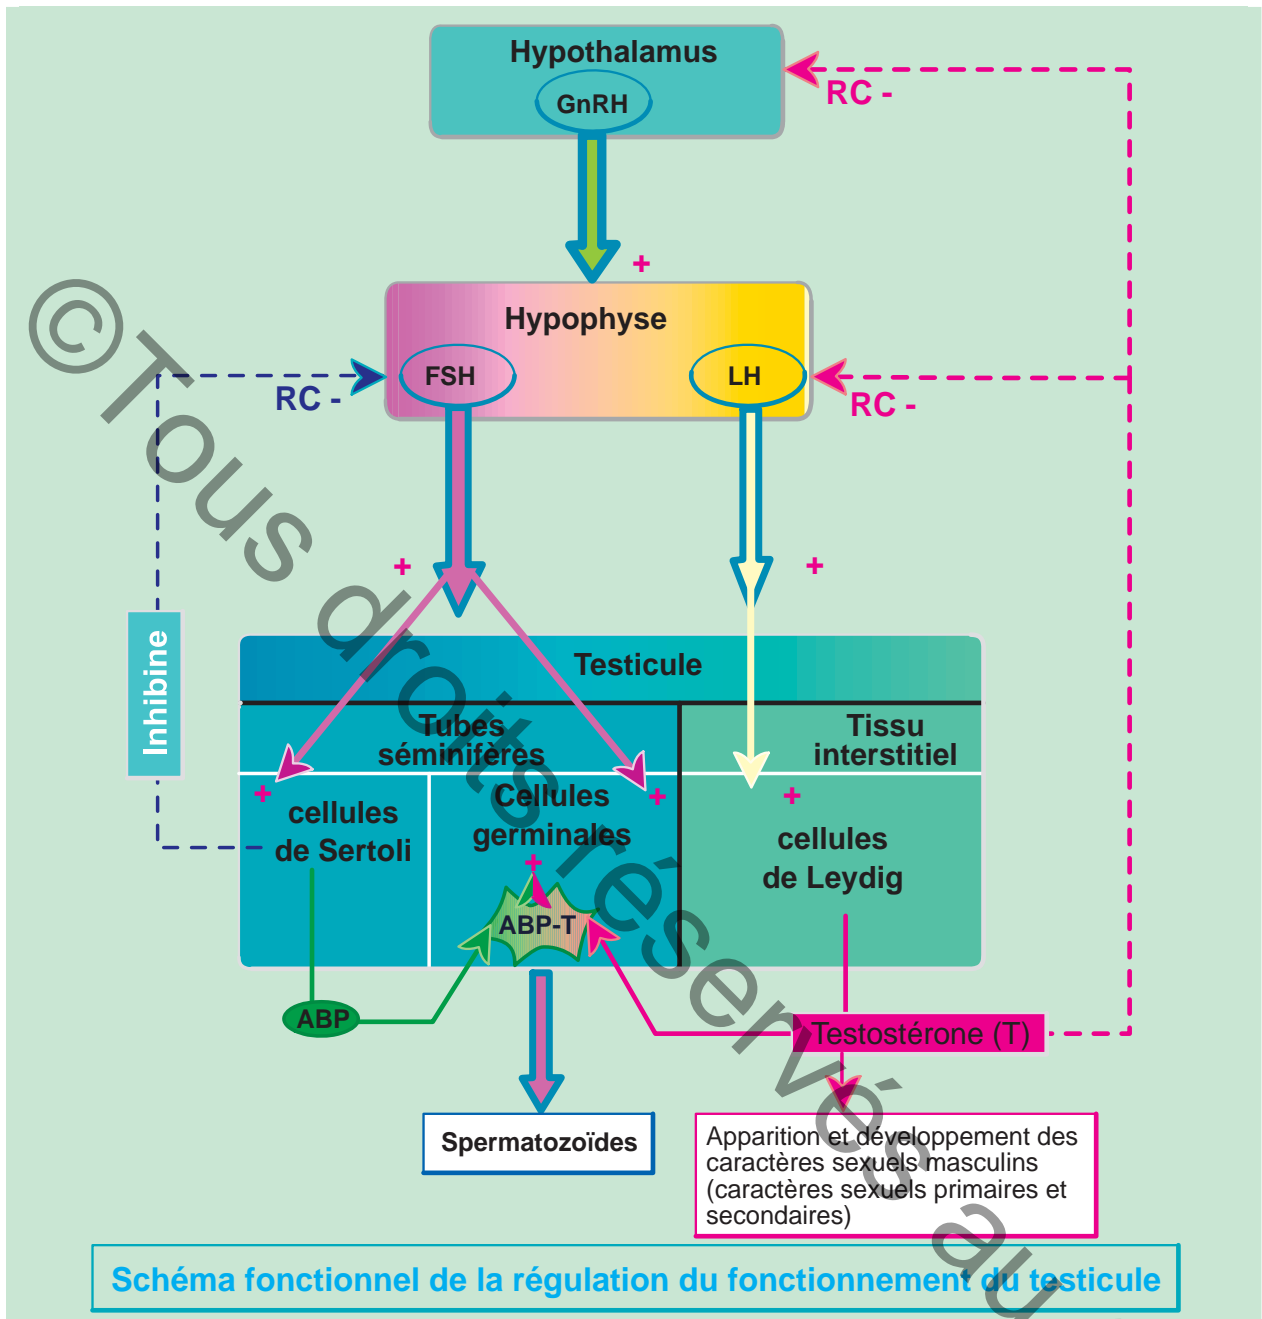 Hypothalamus
GnRH
RC -
+
Hypophyse
FSH
LH
RC -
RC -
+
+
Inhibine
Testicule
Tubes
séminifères
Tissu
interstitiel
+
cellules
de Sertoli
Cellules
germinales
+
+
ABP-T
+
cellules
de Leydig
ABP
Testostérone (T)
Spermatozoïdes
Apparition et développement des
caractères sexuels masculins
(caractères sexuels primaires et
secondaires)
Schéma fonctionnel de la régulation du fonctionnement du testicule
©Tous droits réservés au